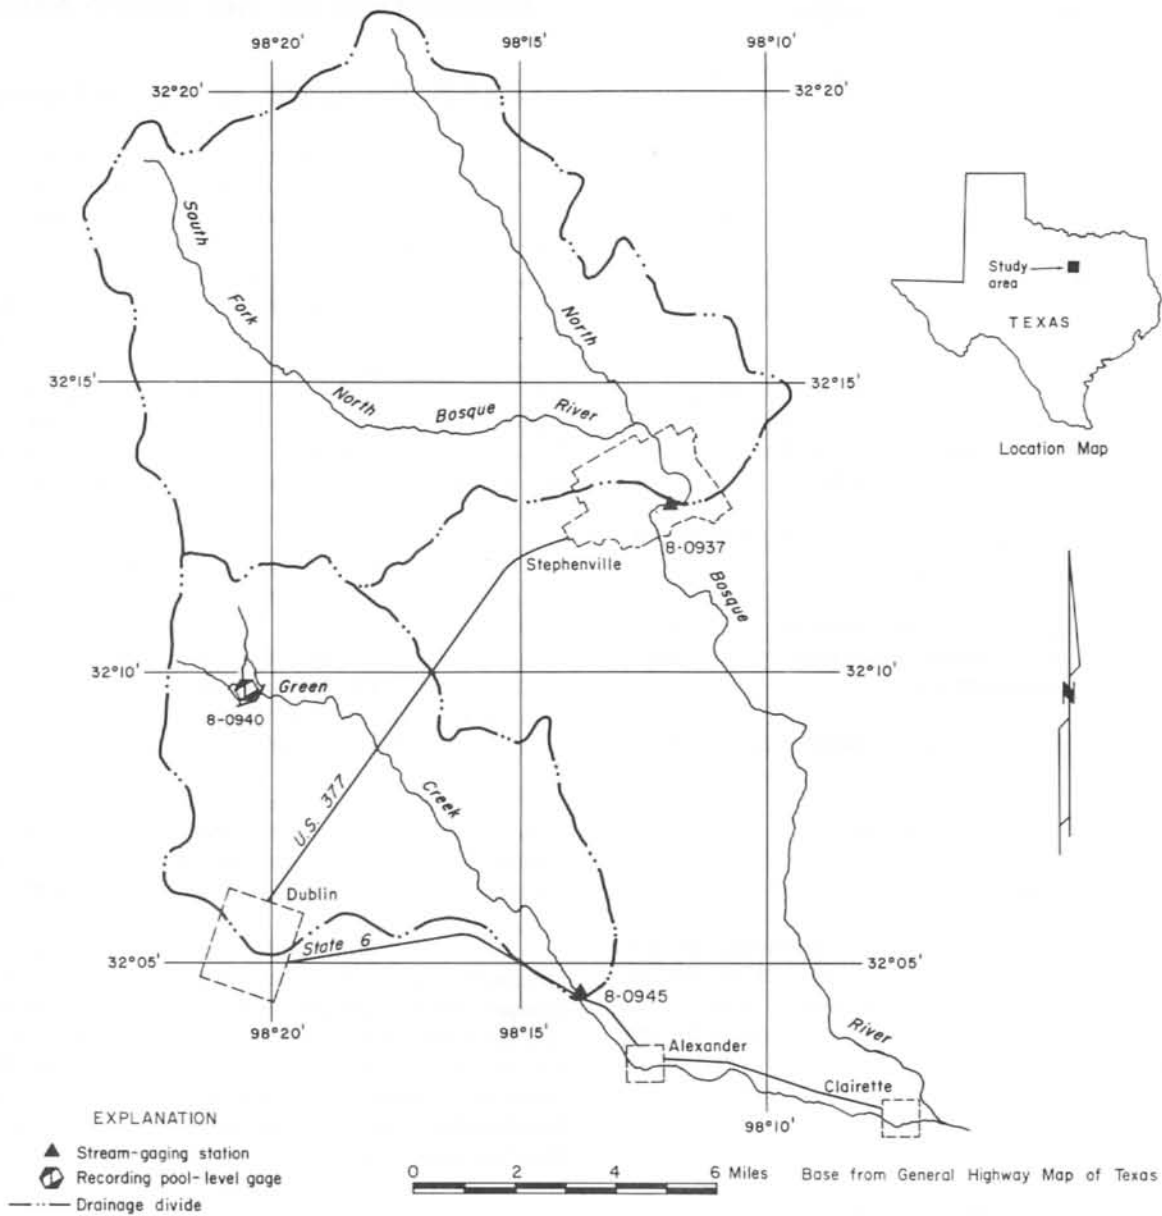 98°20'
98°15'
98°10'
32°20'
32°20'
South
Fork
North
Study
area
TEXAS
32°15'
32°15'
North
Bosque
River
Location Map
8-0937
Stephenville
Bosque
32°10'
32°10'
Green
8-0940
N
Creek
U.S. 377
Dublin
State 6
32°05'
32°05'
8-0945
98°20'
98°15'
River
Alexander
Clairette
98°10'
EXPLANATION
Stream-gaging station
Recording pool-level gage
Drainage divide
0 2 4 6 Miles
Base from General Highway Map of Texas